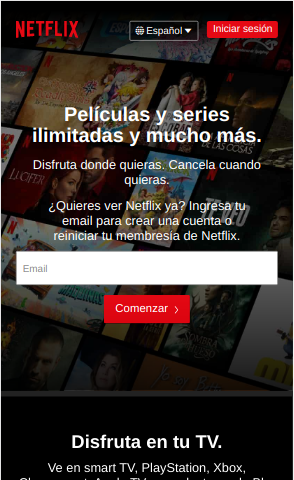 NETFLIX
Español
Iniciar sesión
Películas y series
ilimitadas y mucho más.
Disfruta donde quieras. Cancela cuando
quieras.
¿Quieres ver Netflix ya? Ingresa tu
email para crear una cuenta o
reiniciar tu membresía de Netflix.
Email
Comenzar
LUCIFER
Disfruta en tu TV.
Ve en smart TV, PlayStation, Xbox,